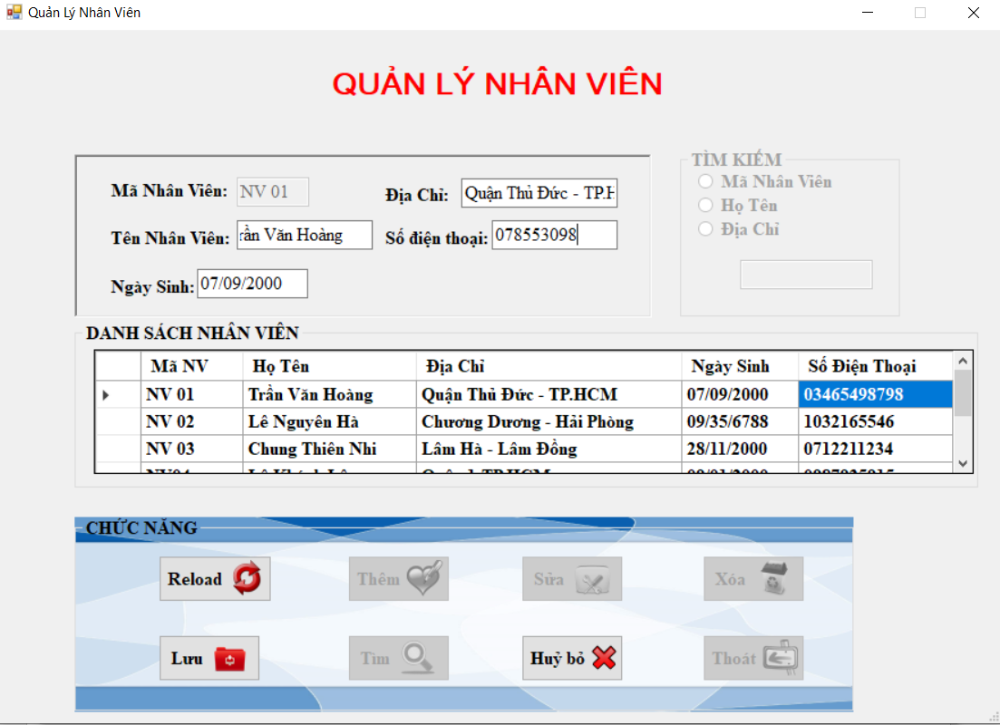 Quản Lý Nhân Viên
QUẢN LÝ NHÂN VIÊN
Mã Nhân Viên: NV 01
Địa Chỉ: Quận Thủ Đức - TP.H
Tên Nhân Viên: rần Văn Hoàng
Số điện thoại: 078553098
Ngày Sinh: 07/09/2000
TÌM KIẾM
Mã Nhân Viên
Họ Tên
Địa Chỉ
DANH SÁCH NHÂN VIÊN
Mã NV Họ Tên Địa Chỉ Ngày Sinh Số Điện Thoại
NV 01 Trần Văn Hoàng Quận Thủ Đức - TP.HCM 07/09/2000 03465498798
NV 02 Lê Nguyên Hà Chương Dương - Hải Phòng 09/35/6788 1032165546
NV 03 Chung Thiên Nhi Lâm Hà - Lâm Đồng 28/11/2000 0712211234
CHỨC NĂNG
Reload Thêm Sửa Xóa
Lưu Tìm Huỷ bỏ Thoát